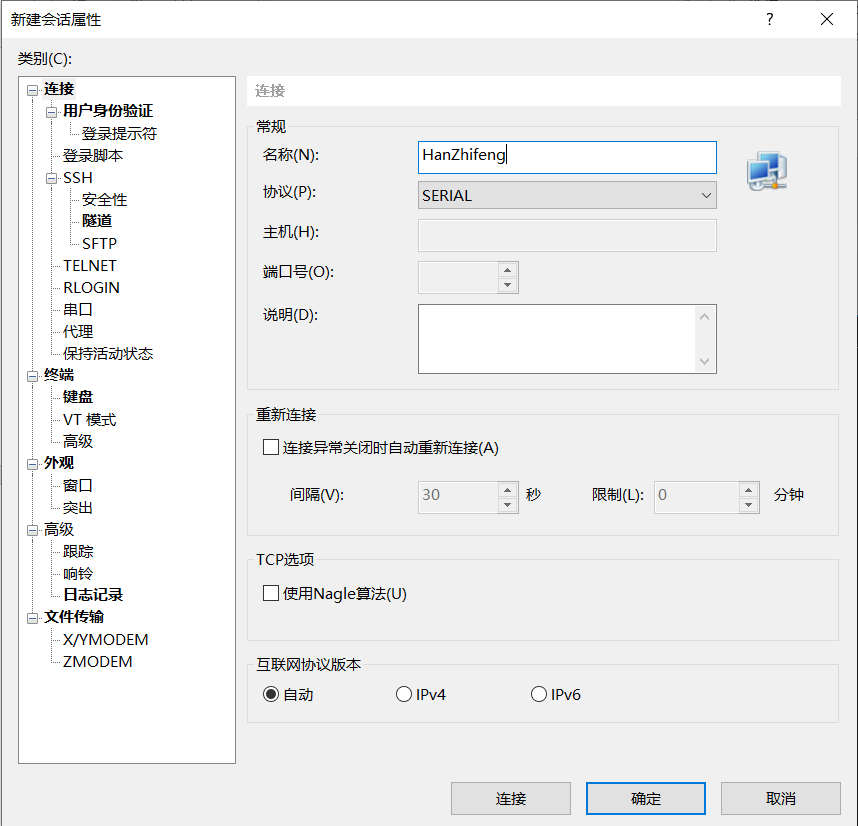 新建会话属性
?
类别(C):
连接
用户身份验证
登录提示符
登录脚本
SSH
安全性
隧道
SFTP
TELNET
RLOGIN
串口
代理
保持活动状态
终端
键盘
VT 模式
高级
外观
窗口
突出
高级
跟踪
响铃
日志记录
文件传输
X/YMODEM
ZMODEM
连接
常规
名称(N): HanZhifeng
协议(P): SERIAL
主机(H):
端口号(O):
说明(D):
重新连接
连接异常关闭时自动重新连接(A)
间隔(V): 30 秒 限制(L): 0 分钟
TCP选项
使用Nagle算法(U)
互联网协议版本
自动 IPv4 IPv6
连接 确定 取消